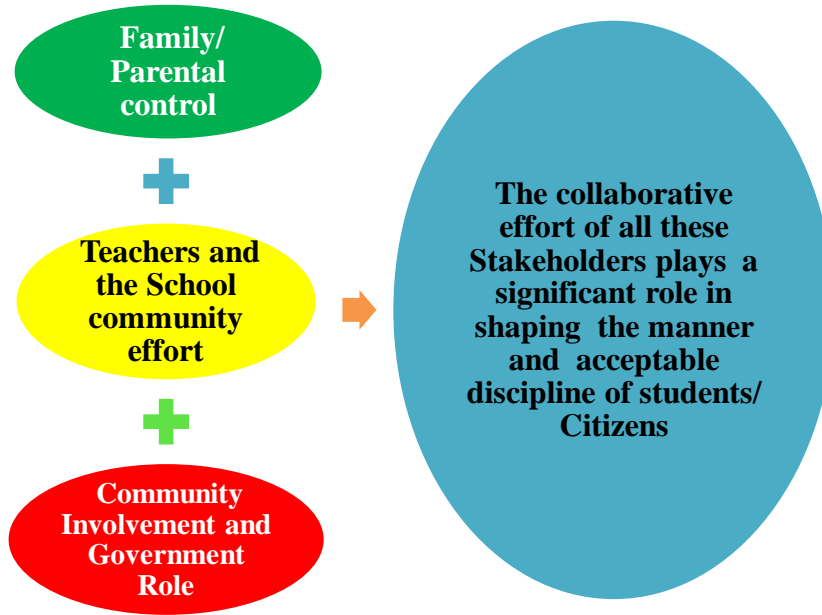 Family/
Parental
control
Teachers and
the School
community
effort
Community
Involvement and
Government
Role
The collaborative
effort of all these
Stakeholders plays a
significant role in
shaping the manner
and acceptable
discipline of students/
Citizens